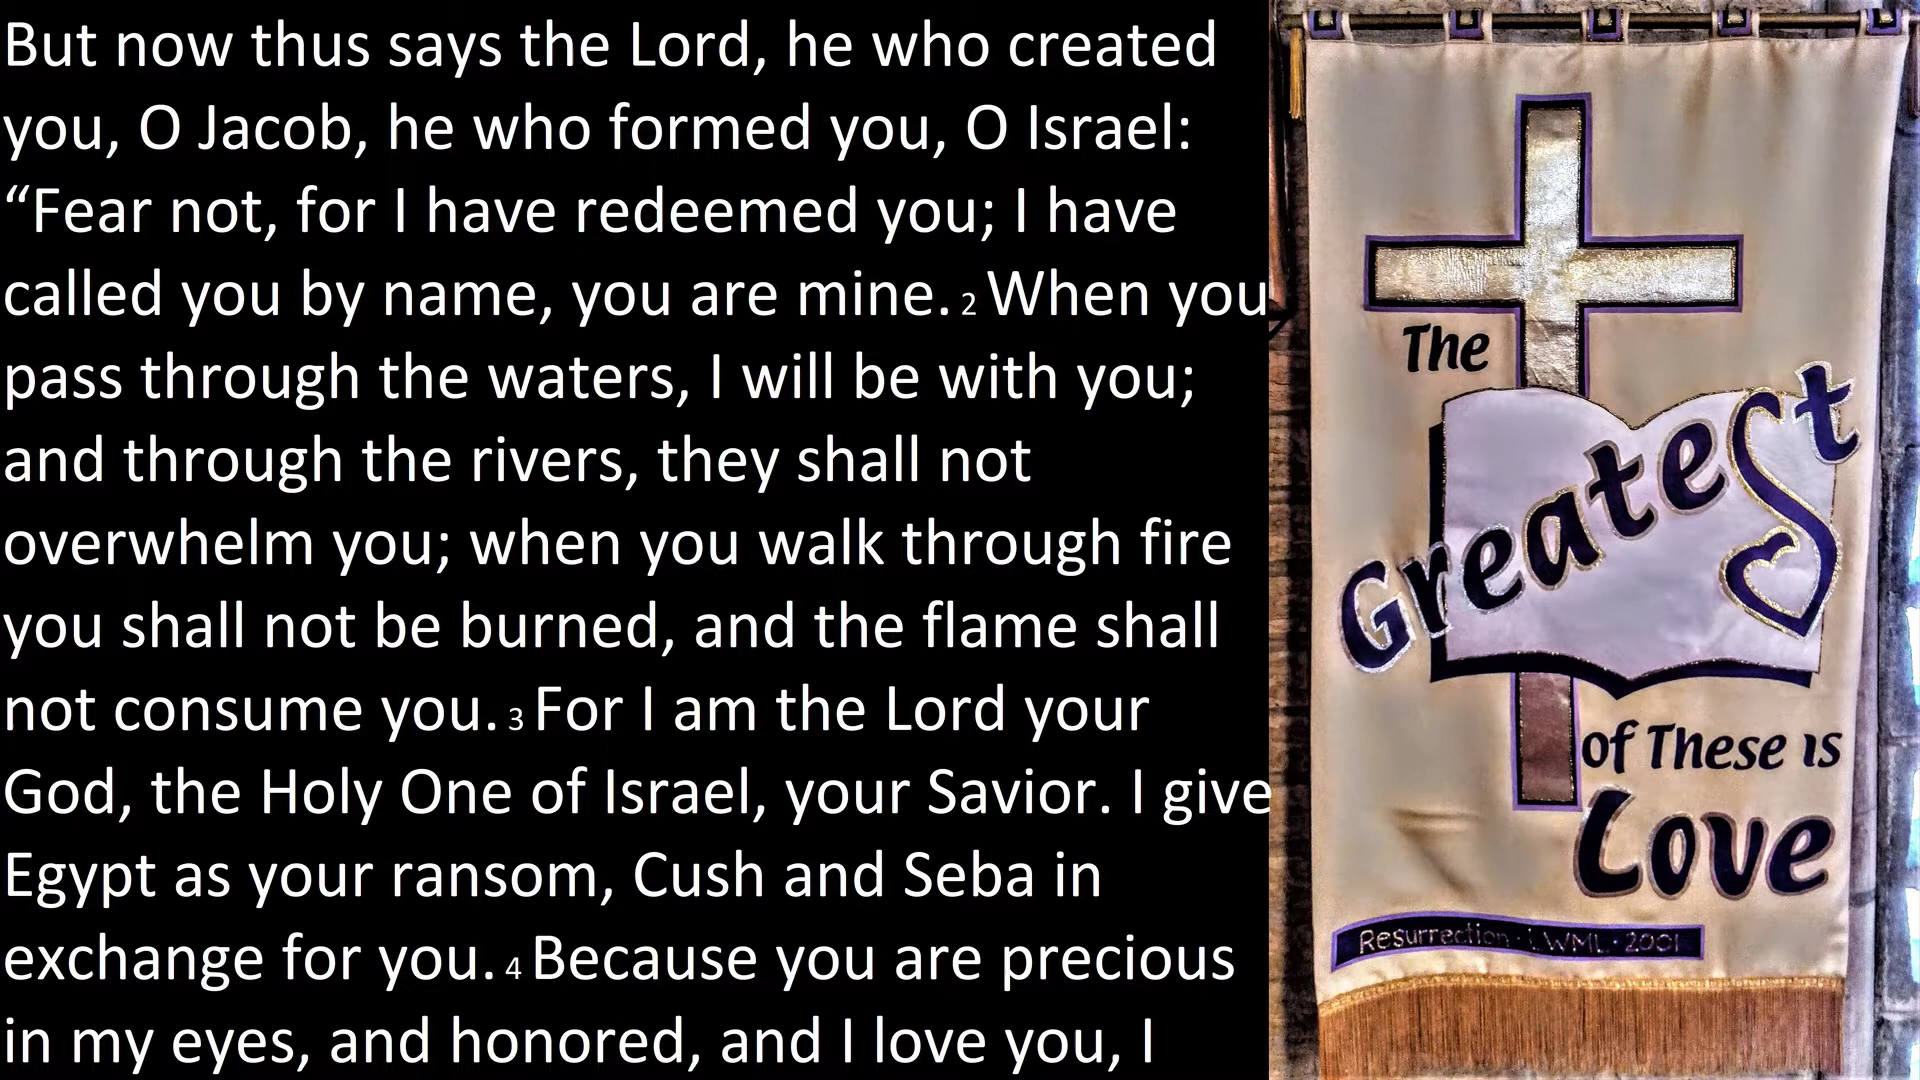 But now thus says the Lord, he who created
you, O Jacob, he who formed you, O Israel:
“Fear not, for I have redeemed you; I have
called you by name, you are mine. 2 When you
pass through the waters, I will be with you;
and through the rivers, they shall not
overwhelm you; when you walk through fire
you shall not be burned, and the flame shall
not consume you. 3 For I am the Lord your
God, the Holy One of Israel, your Savior. I give
Egypt as your ransom, Cush and Seba in
exchange for you. 4 Because you are precious
in my eyes, and honored, and I love you, I
The
Greatest
of These is
Love
Resurrection · LWML · 2001